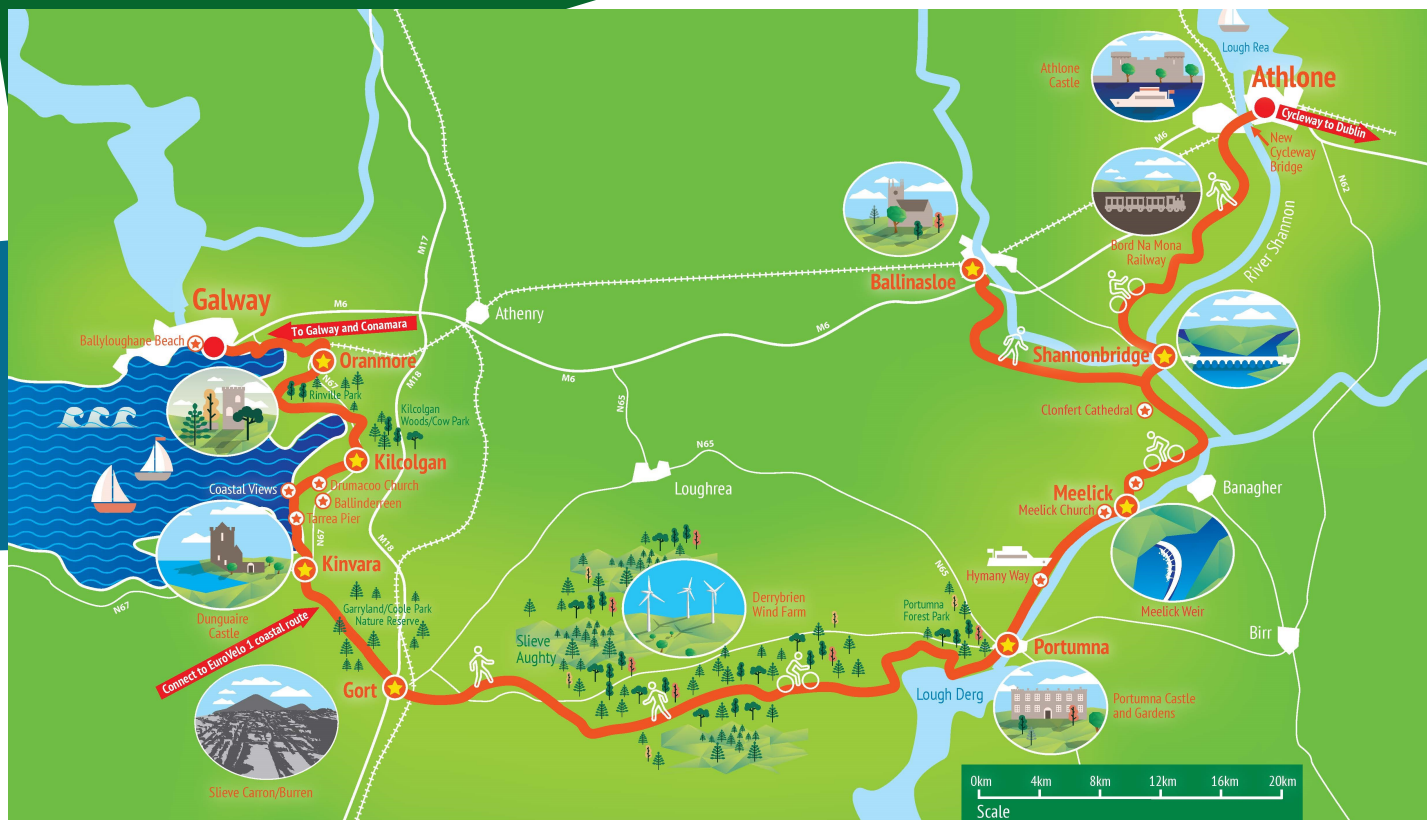 Lough Rea
Athlone
Castle
Athlone
Cycleway to Dublin
M6
New
Cycleway
Bridge
N62
Bord Na Mona
Railway
River Shannon
M17
Ballinasloe
Galway
M6
Athenry
To Galway and Conamara
Ballyloughane Beach
M6
Oranmore
Shannonbridge
N67
Rinville Park
M18
M6
N65
Kilcolgan
Woods/Cow Park
Clonfert Cathedral
N65
Kilcolgan
Coastal Views
Drumacoo Church
Loughrea
Meelick
Banagher
Ballinderreen
Meelick Church
Tarrea Pier
N67
M18
Kinvara
Hymany Way
N65
N67
Garryland/Coole Park
Nature Reserve
Derrybrien
Wind Farm
Portumna
Forest Park
Meelick Weir
Dunguaire
Castle
Connect to EuroVelo 1 coastal route
Slieve
Aughty
Birr
Portumna
Gort
Lough Derg
Portumna Castle
and Gardens
Slieve Carron/Burren
0km 4km 8km 12km 16km 20km
Scale